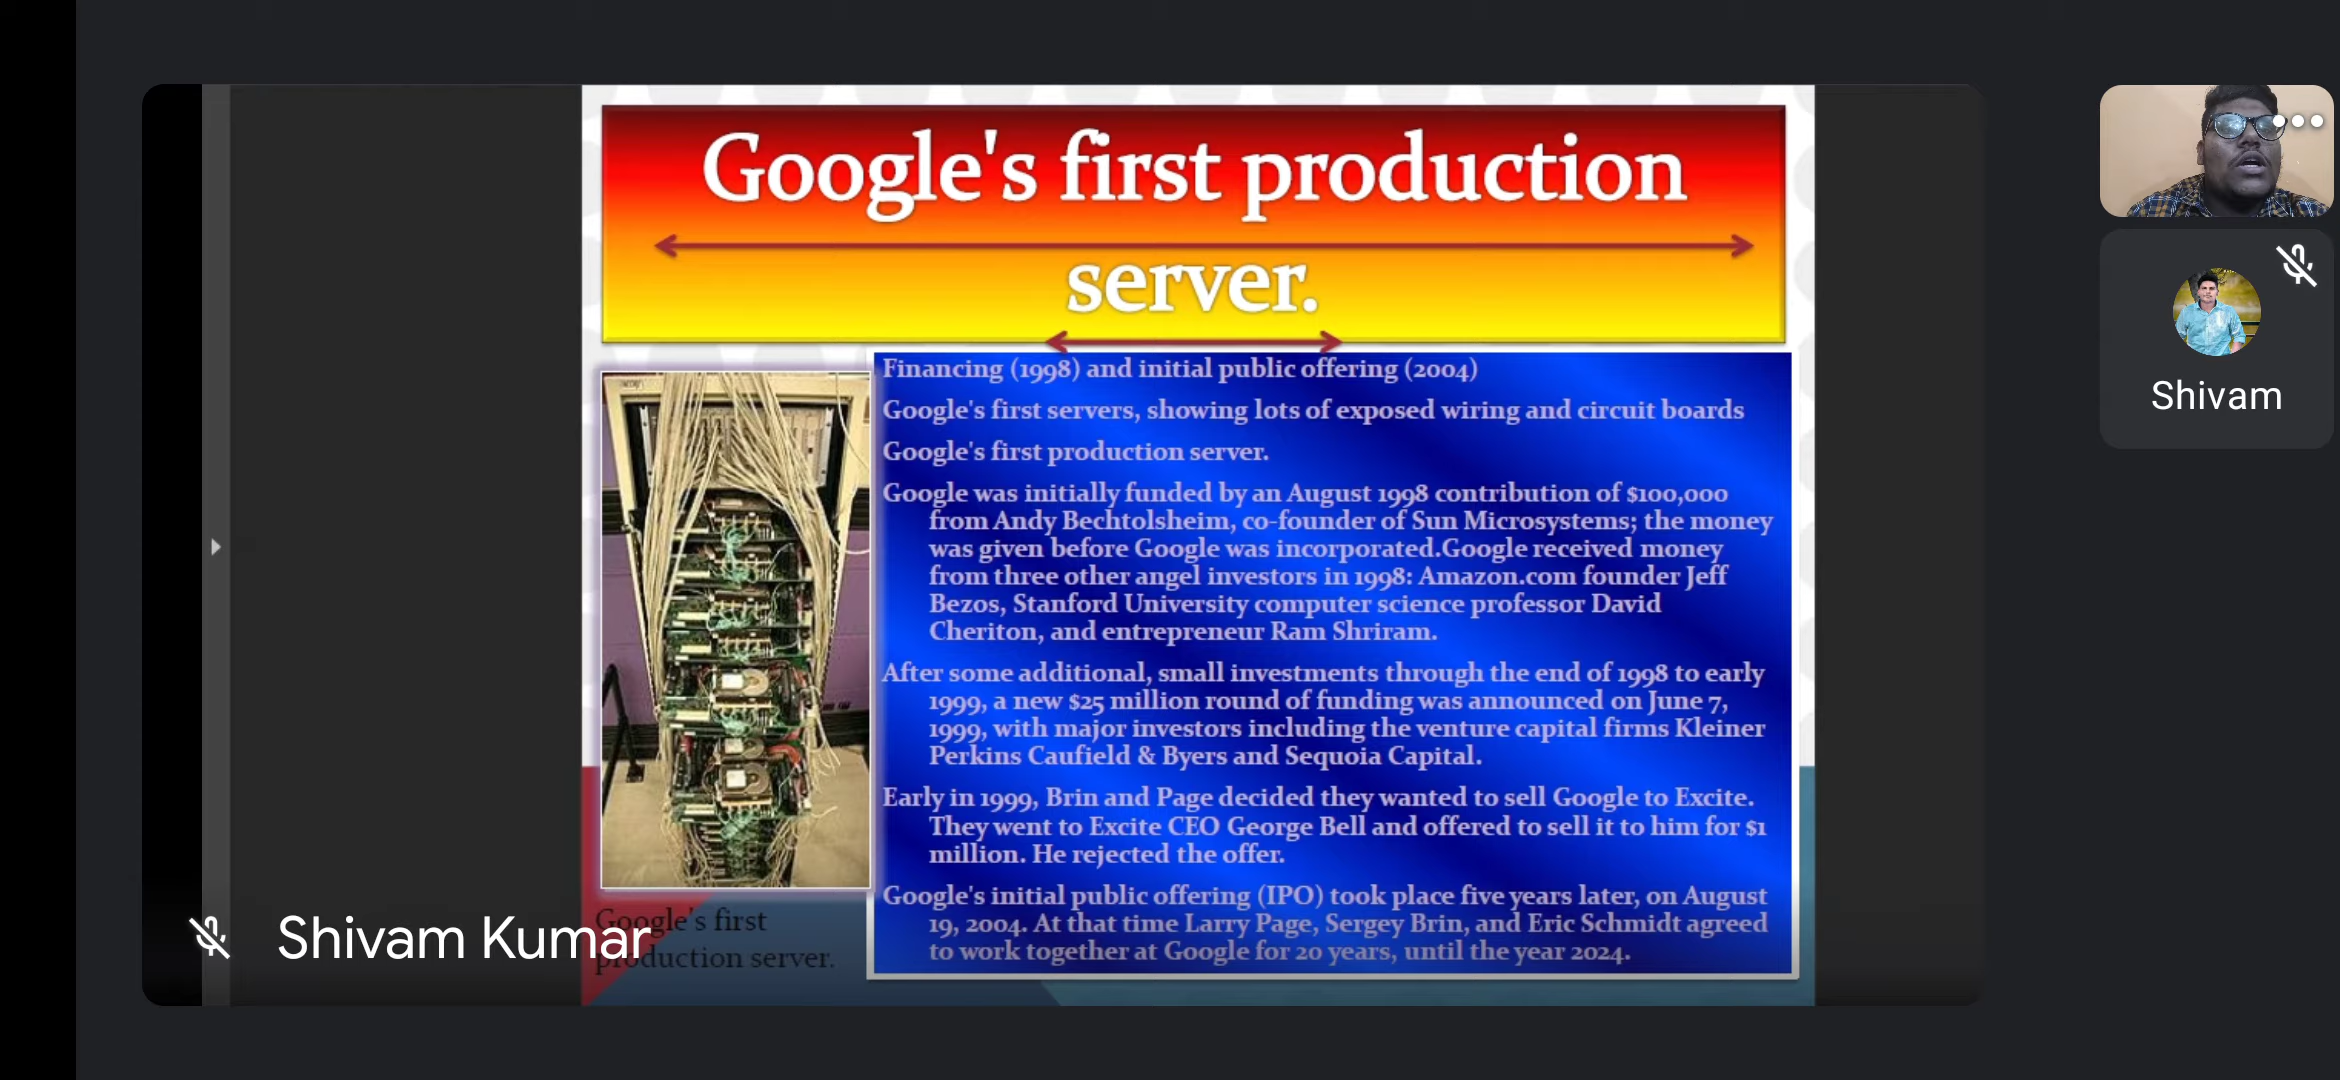 Google's first production
server.
Financing (1998) and initial public offering (2004)
Google's first servers, showing lots of exposed wiring and circuit boards
Google's first production server.
Google was initially funded by an August 1998 contribution of $100,000
from Andy Bechtolsheim, co-founder of Sun Microsystems; the money
was given before Google was incorporated.Google received money
from three other angel investors in 1998: Amazon.com founder Jeff
Bezos, Stanford University computer science professor David
Cheriton, and entrepreneur Ram Shriram.
After some additional, small investments through the end of 1998 to early
1999, a new $25 million round of funding was announced on June 7,
1999, with major investors including the venture capital firms Kleiner
Perkins Caufield & Byers and Sequoia Capital.
Early in 1999, Brin and Page decided they wanted to sell Google to Excite.
They went to Excite CEO George Bell and offered to sell it to him for $1
million. He rejected the offer.
Google's initial public offering (IPO) took place five years later, on August
19, 2004. At that time Larry Page, Sergey Brin, and Eric Schmidt agreed
to work together at Google for 20 years, until the year 2024.
Google's first
production server.
Shivam Kumar
Shivam